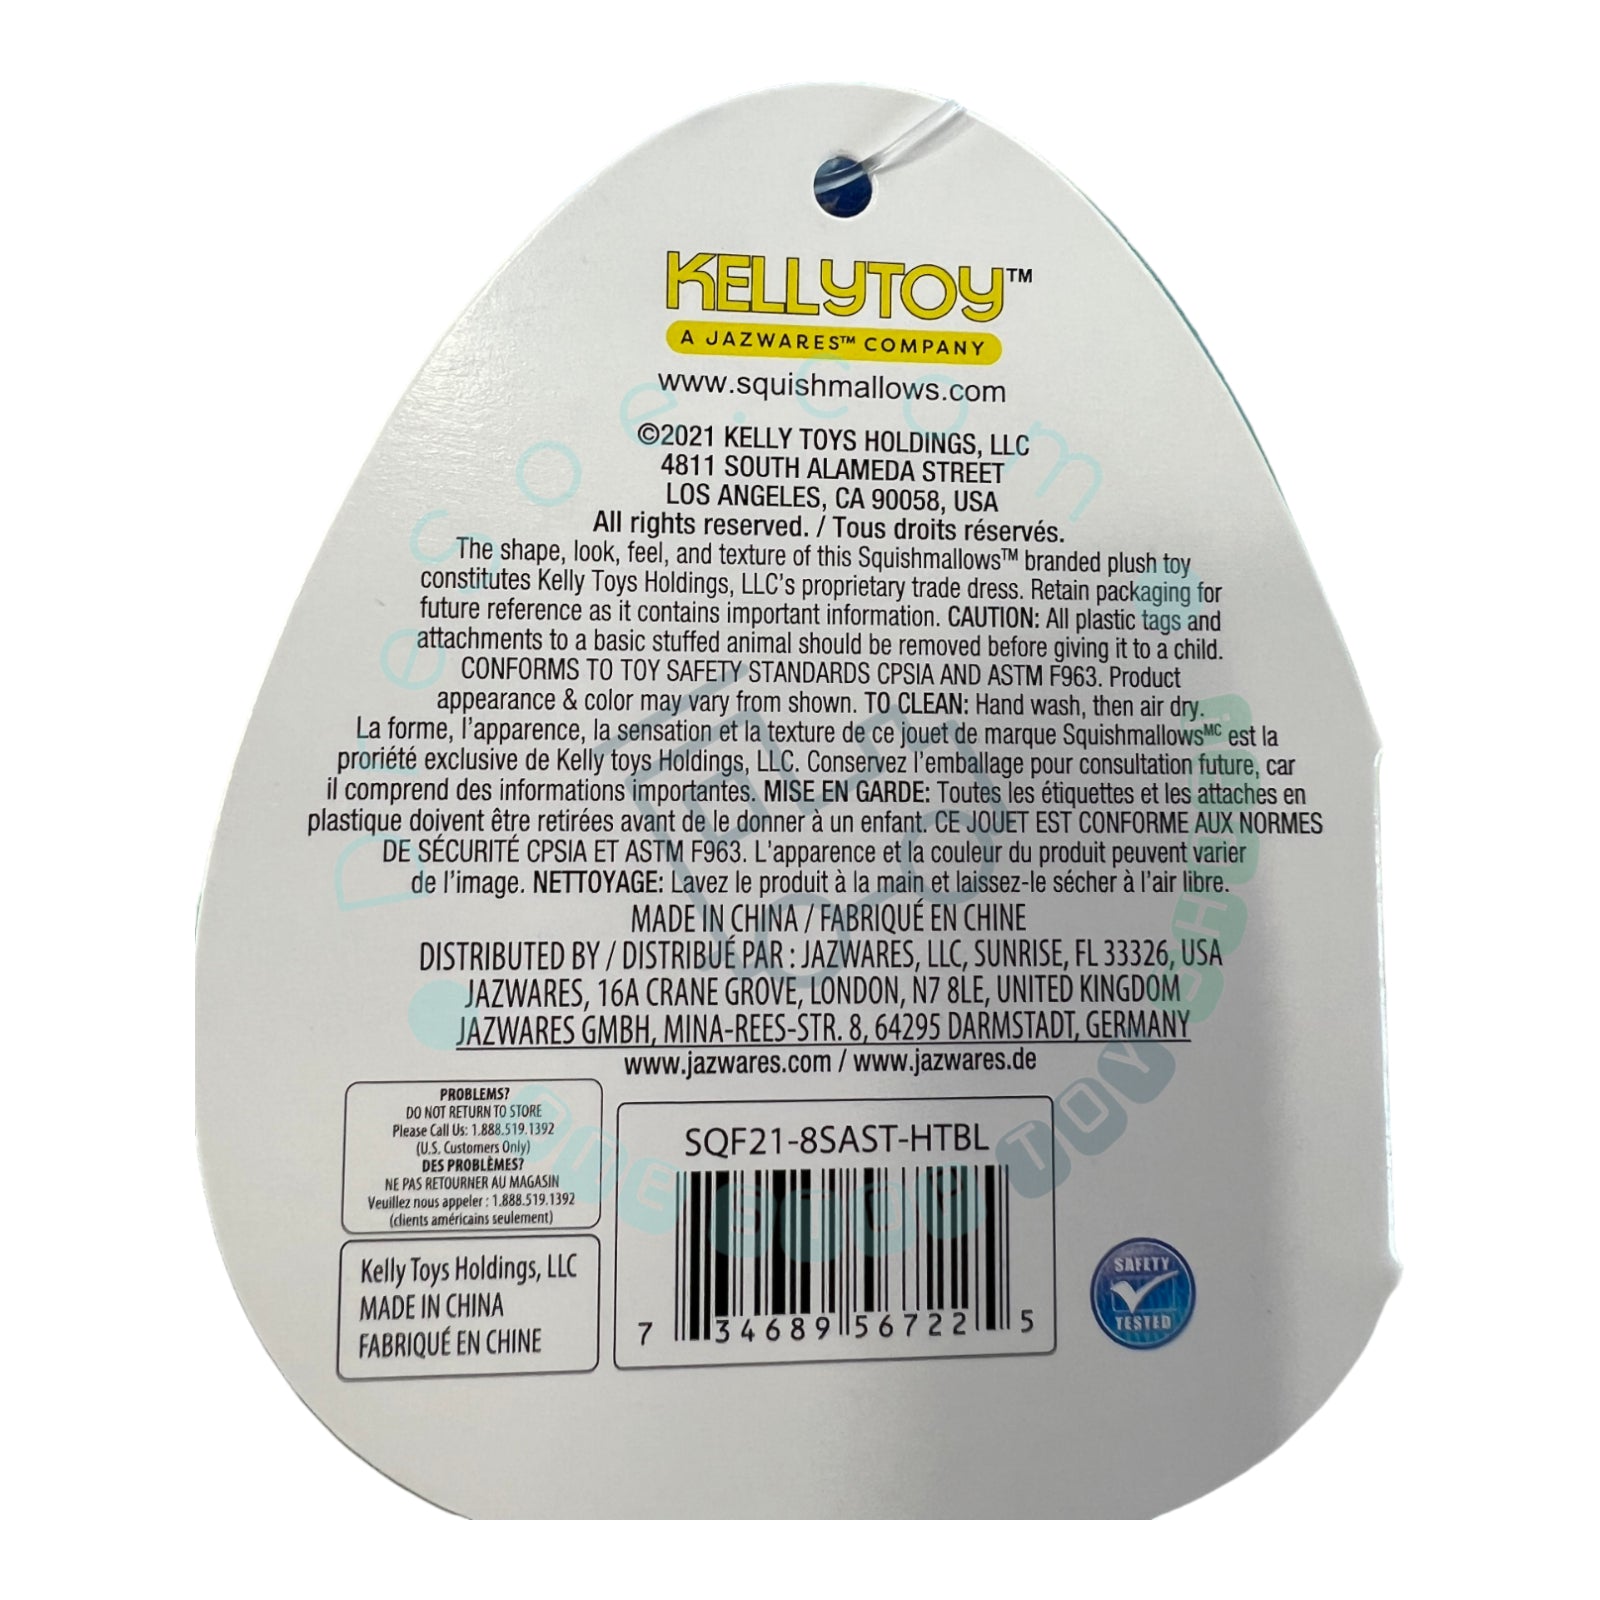 KELLYTOY™
A JAZWARES™ COMPANY
www.squishmallows.com
©2021 KELLY TOYS HOLDINGS, LLC
4811 SOUTH ALAMEDA STREET
LOS ANGELES, CA 90058, USA
All rights reserved. / Tous droits réservés.
The shape, look, feel, and texture of this Squishmallows™ branded plush toy
constitutes Kelly Toys Holdings, LLC's proprietary trade dress. Retain packaging for
future reference as it contains important information. CAUTION: All plastic tags and
attachments to a basic stuffed animal should be removed before giving it to a child.
CONFORMS TO TOY SAFETY STANDARDS CPSIA AND ASTM F963. Product
appearance & color may vary from shown. TO CLEAN: Hand wash, then air dry.
La forme, l'apparence, la sensation et la texture de ce jouet de marque Squishmallowsᴹᶜ est la
proriété exclusive de Kelly toys Holdings, LLC. Conservez l'emballage pour consultation future, car
il comprend des informations importantes. MISE EN GARDE: Toutes les étiquettes et les attaches en
plastique doivent être retirées avant de le donner à un enfant. CE JOUET EST CONFORME AUX NORMES
DE SÉCURITÉ CPSIA ET ASTM F963. L'apparence et la couleur du produit peuvent varier
de l'image. NETTOYAGE: Lavez le produit à la main et laissez-le sécher à l'air libre.
MADE IN CHINA / FABRIQUÉ EN CHINE
DISTRIBUTED BY / DISTRIBUÉ PAR : JAZWARES, LLC, SUNRISE, FL 33326, USA
JAZWARES, 16A CRANE GROVE, LONDON, N7 8LE, UNITED KINGDOM
JAZWARES GMBH, MINA-REES-STR. 8, 64295 DARMSTADT, GERMANY
www.jazwares.com / www.jazwares.de
PROBLEMS?
DO NOT RETURN TO STORE
Please Call Us: 1.888.519.1392
(U.S. Customers Only)
DES PROBLÈMES?
NE PAS RETOURNER AU MAGASIN
Veuillez nous appeler : 1.888.519.1392
(clients américains seulement)
Kelly Toys Holdings, LLC
MADE IN CHINA
FABRIQUÉ EN CHINE
SQF21-8SAST-HTBL
7 34689 56722 5
SAFETY
TESTED
Diesoei.com
ONE STOP TOY SHOP